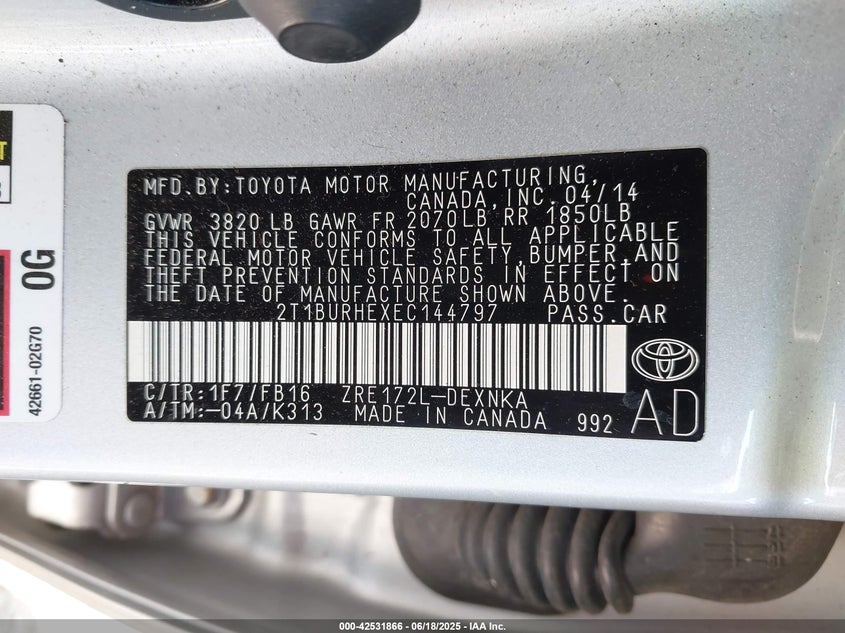 MFD.BY:TOYOTA MOTOR MANUFACTURING,
CANADA,INC.04/14
GVWR 3820 LB GAWR FR 2070LB RR 1850LB
THIS VEHICLE CONFORMS TO ALL APPLICABLE
FEDERAL MOTOR VEHICLE SAFETY,BUMPER,AND
THEFT PREVENTION STANDARDS IN EFFECT ON
THE DATE OF MANUFACTURE SHOWN ABOVE.
2T1BURHEXEC144797 PASS.CAR
C/TR:1F7/FB16 ZRE172L-DEXNKA
A/TM:-04A/K313 MADE IN CANADA 992
AD
0G
42661-02G70
000-42531866 - 06/18/2025 - IAA Inc.